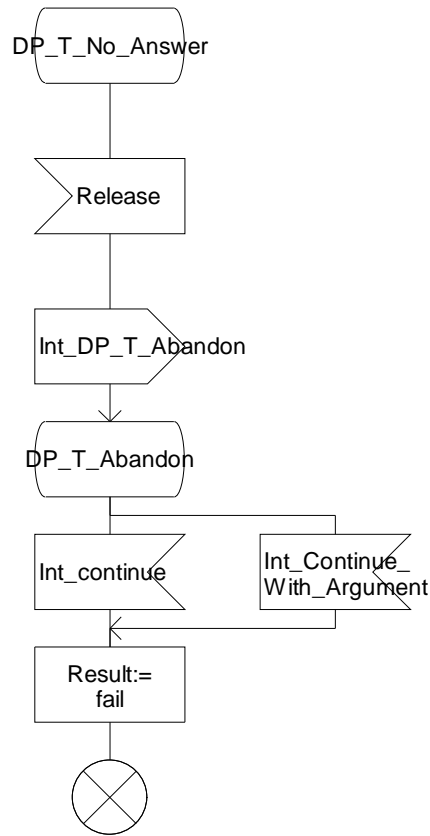 DP_T_No_Answer
Release
Int_DP_T_Abandon
DP_T_Abandon
Int_continue
Int_Continue_
With_Argument
Result:=
fail